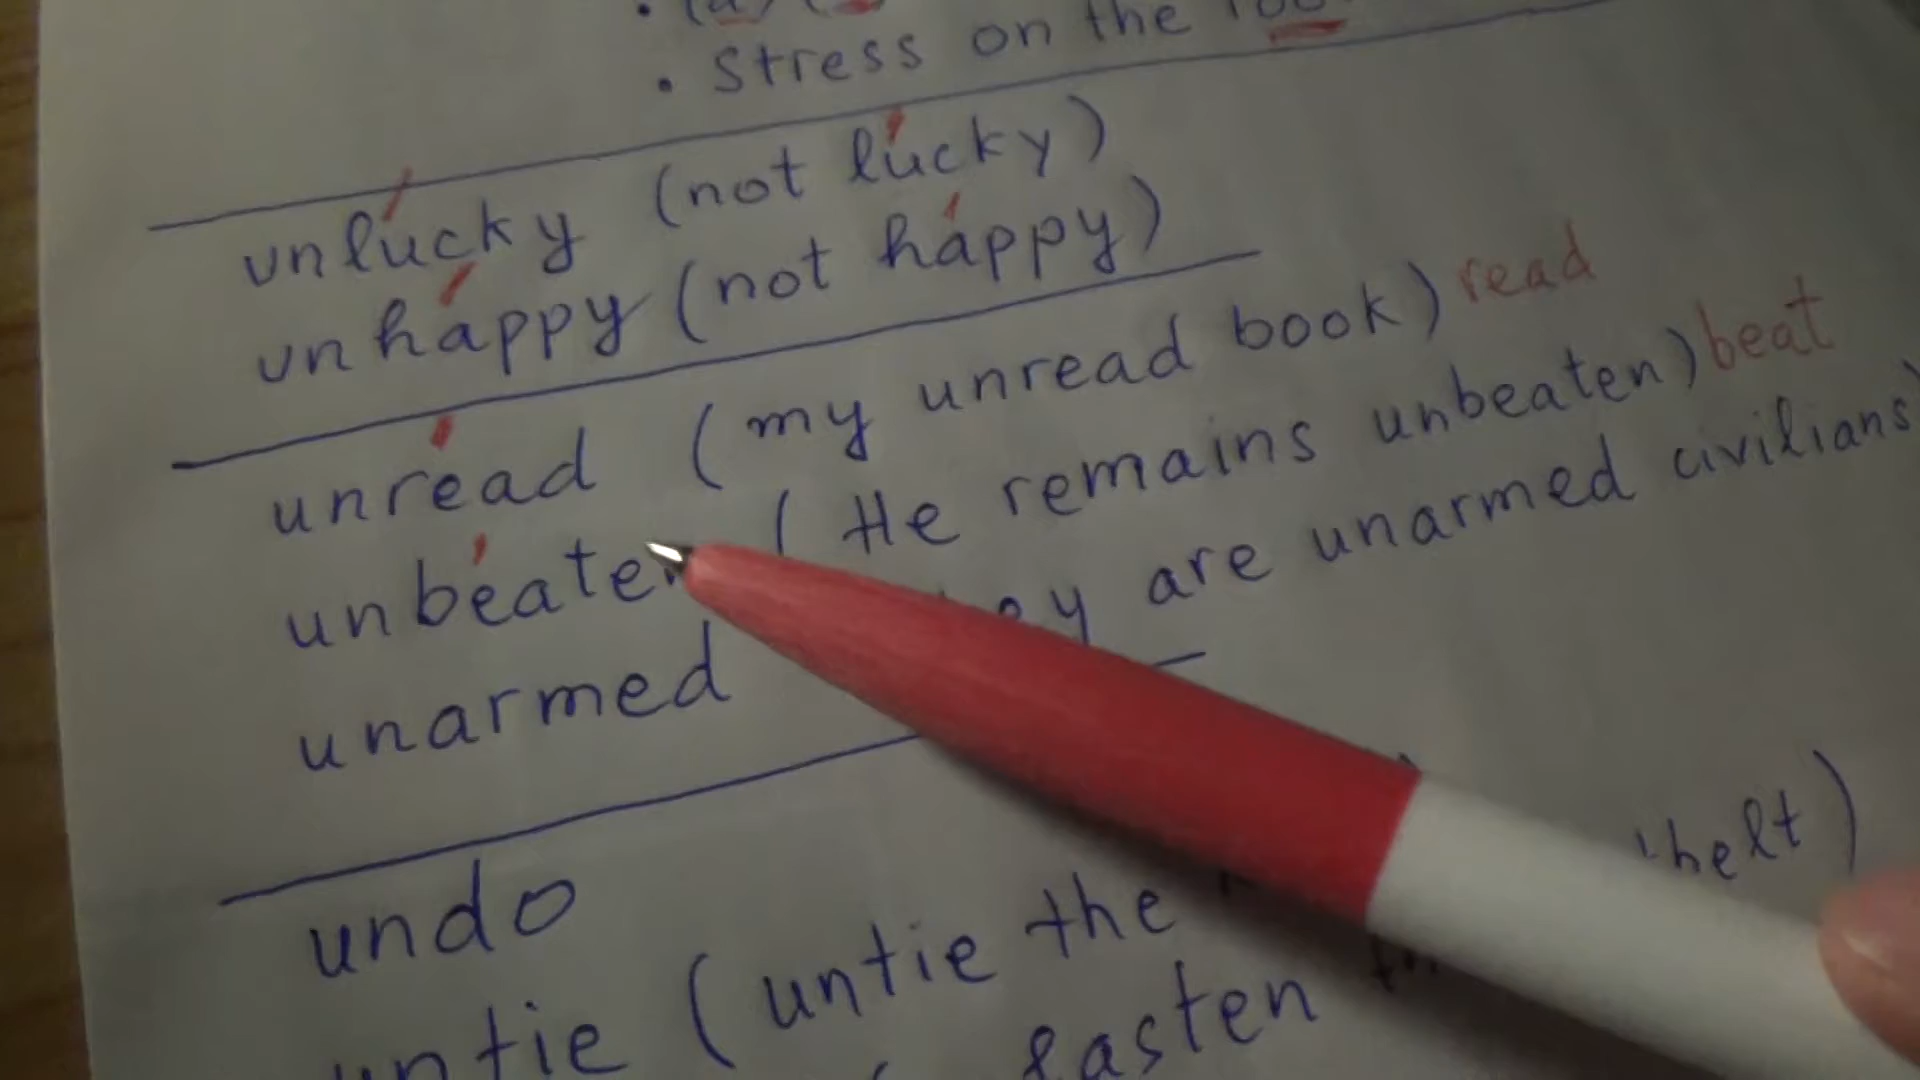 • Stress on the
unlucky (not lucky)
unhappy (not happy)
unread (my unread book) read
unbeaten (He remains unbeaten) beat
unarmed are unarmed civilians)
undo
untie (untie the belt)
fasten